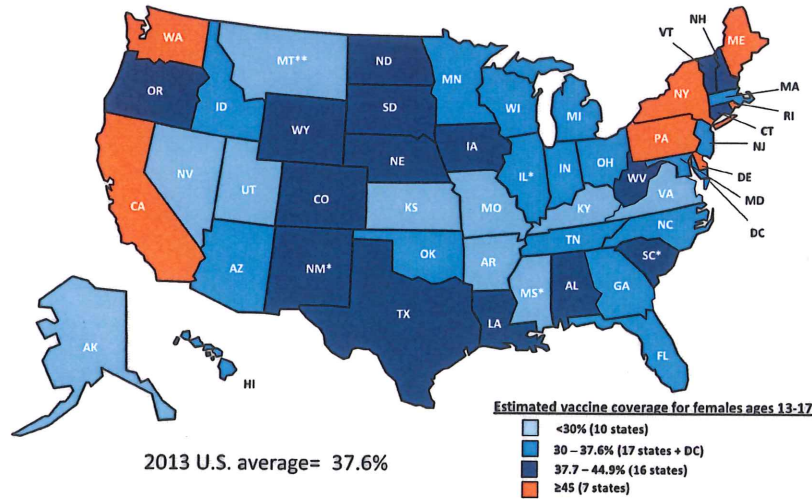 NH
VT
WA
ME
MT**
ND
MN
OR
MA
ID
SD
WI
NY
RI
WY
MI
CT
IA
PA
NJ
NE
NV
OH
IL*
IN
DE
UT
WV
CO
MD
CA
VA
KS
MO
KY
DC
NC
TN
OK
AZ
NM*
AR
SC*
MS*
AL
GA
TX
LA
AK
FL
HI
Estimated vaccine coverage for females ages 13-17
<30% (10 states)
30 – 37.6% (17 states + DC)
37.7 – 44.9% (16 states)
≥45 (7 states)
2013 U.S. average= 37.6%